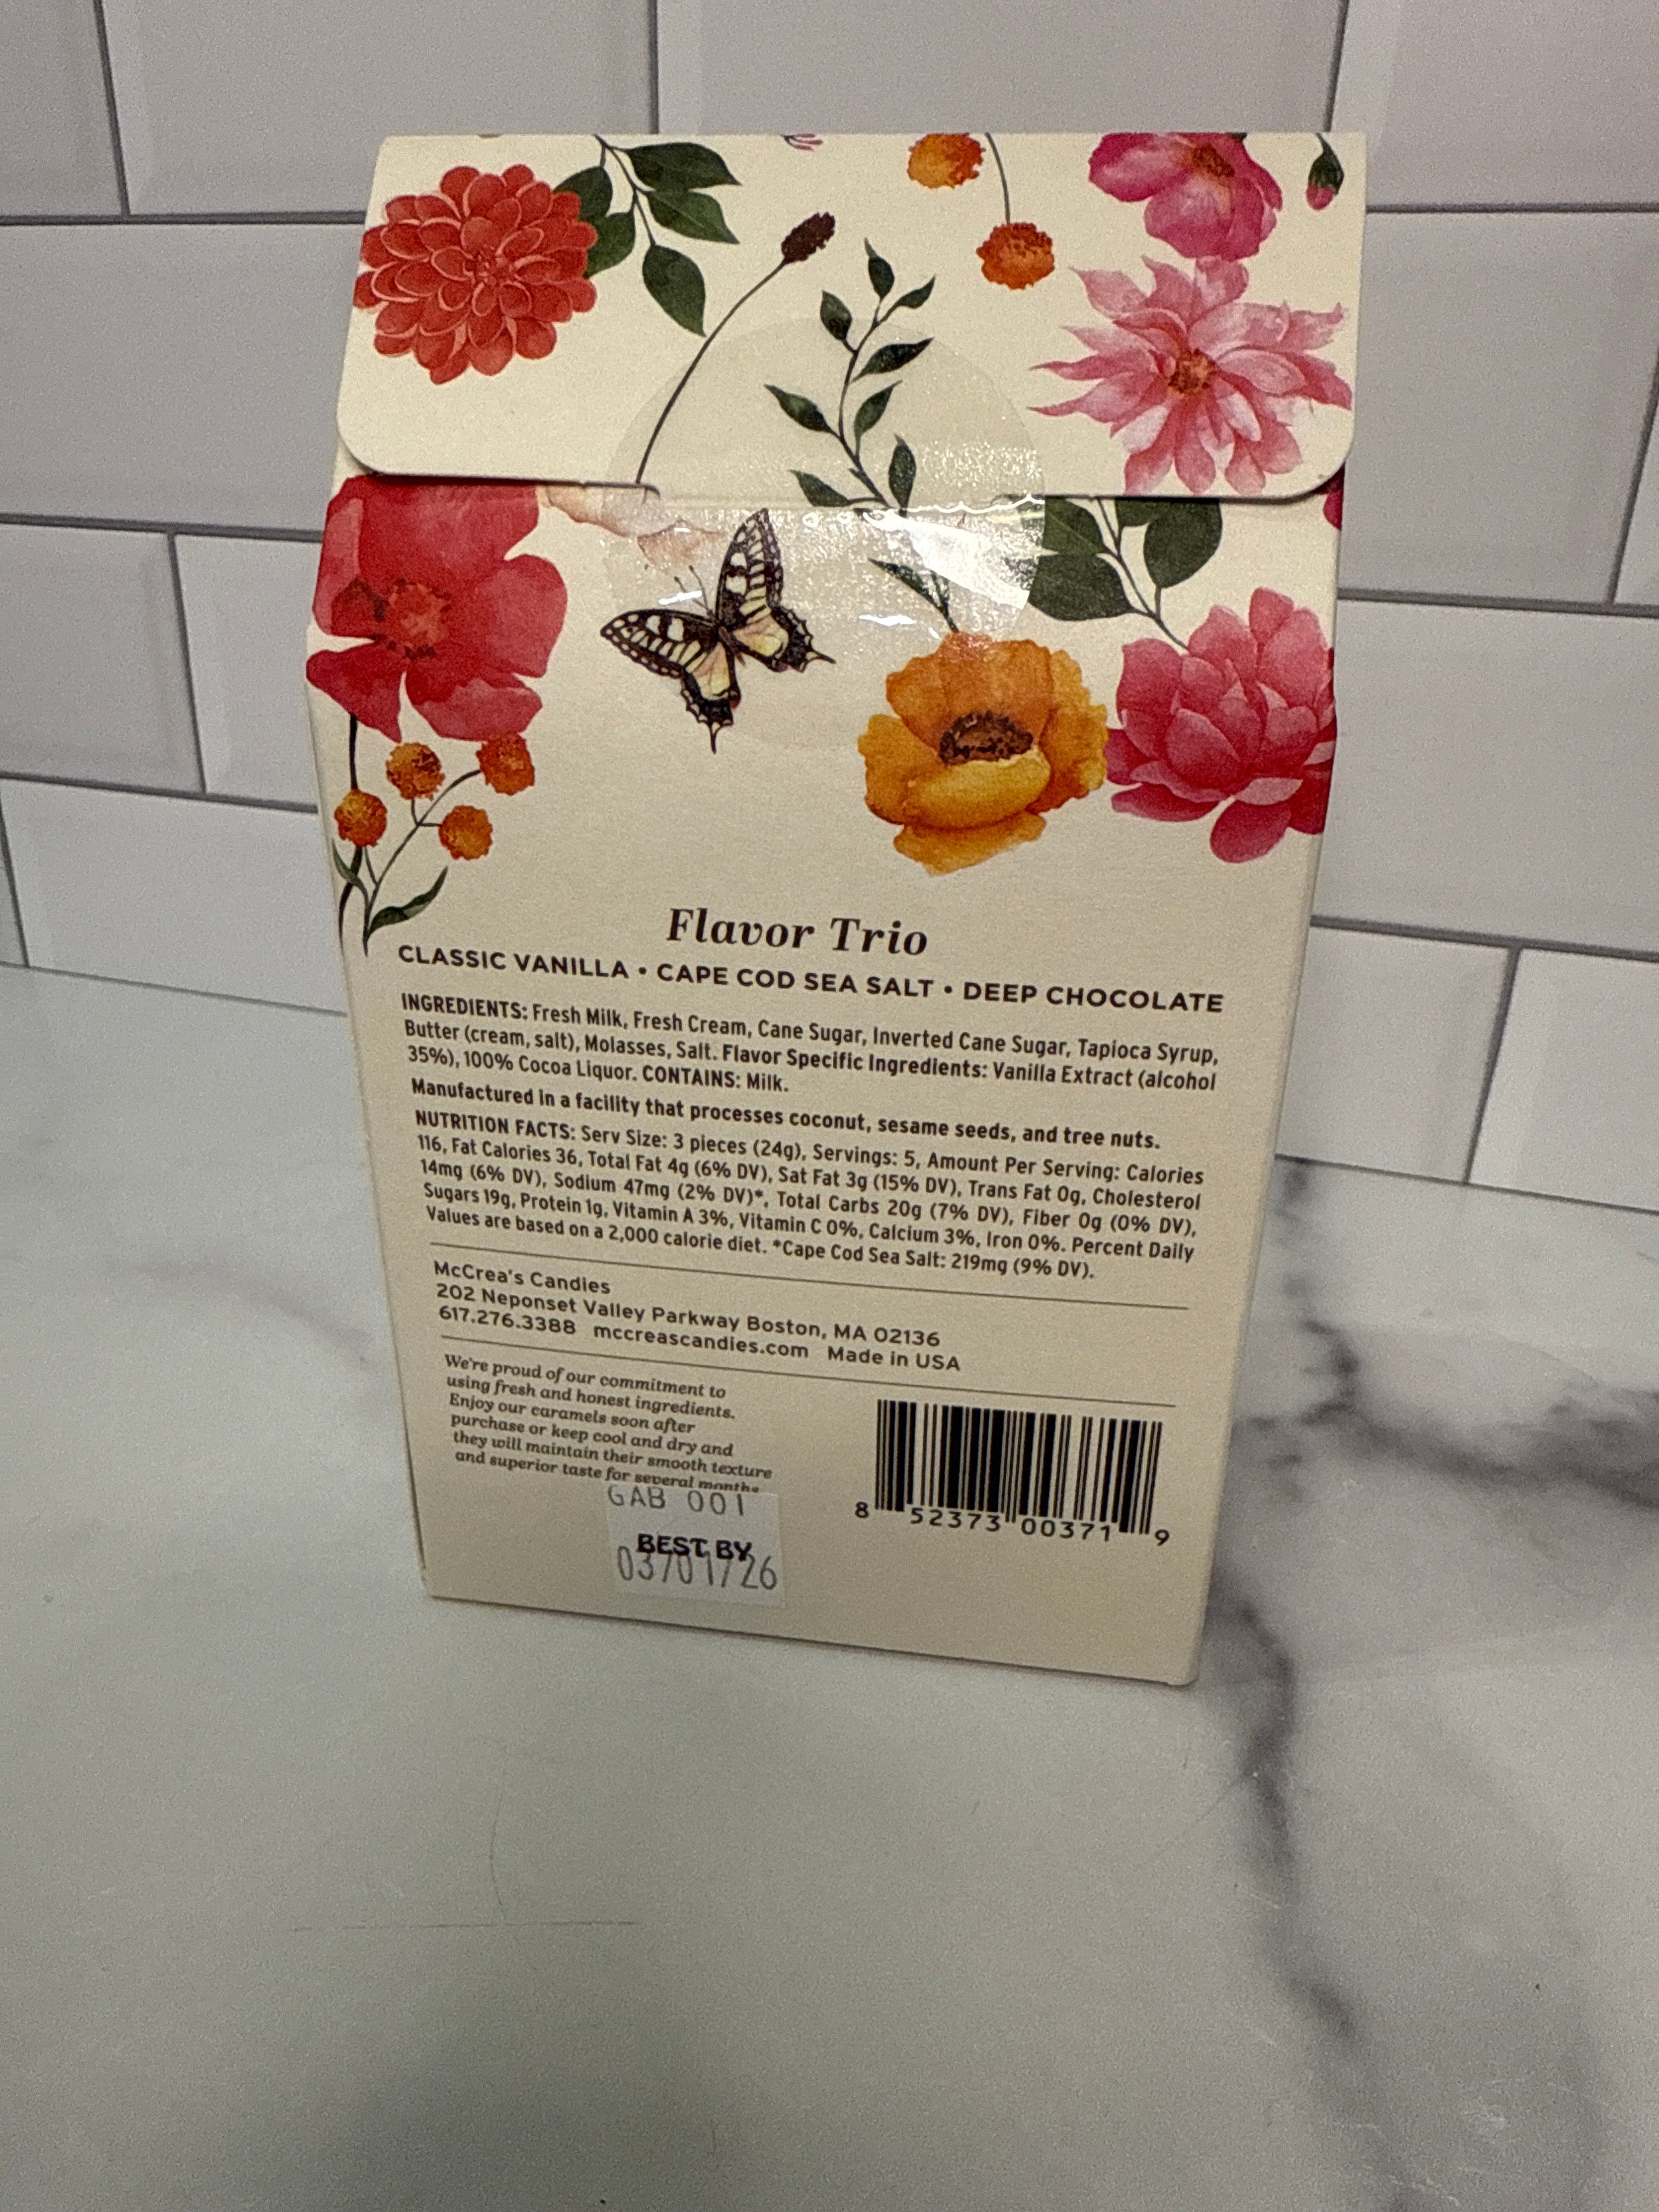 Flavor Trio
CLASSIC VANILLA • CAPE COD SEA SALT • DEEP CHOCOLATE
INGREDIENTS: Fresh Milk, Fresh Cream, Cane Sugar, Inverted Cane Sugar, Tapioca Syrup,
Butter (cream, salt), Molasses, Salt. Flavor Specific Ingredients: Vanilla Extract (alcohol
35%), 100% Cocoa Liquor. CONTAINS: Milk.
Manufactured in a facility that processes coconut, sesame seeds, and tree nuts.
NUTRITION FACTS: Serv Size: 3 pieces (24g), Servings: 5, Amount Per Serving: Calories
116, Fat Calories 36, Total Fat 4g (6% DV), Sat Fat 3g (15% DV), Trans Fat 0g, Cholesterol
14mg (6% DV), Sodium 47mg (2% DV)*, Total Carbs 20g (7% DV), Fiber 0g (0% DV),
Sugars 19g, Protein 1g, Vitamin A 3%, Vitamin C 0%, Calcium 3%, Iron 0%. Percent Daily
Values are based on a 2,000 calorie diet. *Cape Cod Sea Salt: 219mg (9% DV).
McCrea's Candies
202 Neponset Valley Parkway Boston, MA 02136
617.276.3388 mccreascandies.com Made in USA
We're proud of our commitment to
using fresh and honest ingredients.
Enjoy our caramels soon after
purchase or keep cool and dry and
they will maintain their smooth texture
and superior taste for several months
GAB 001
BEST BY
03/01/26
8 52373 00371 9